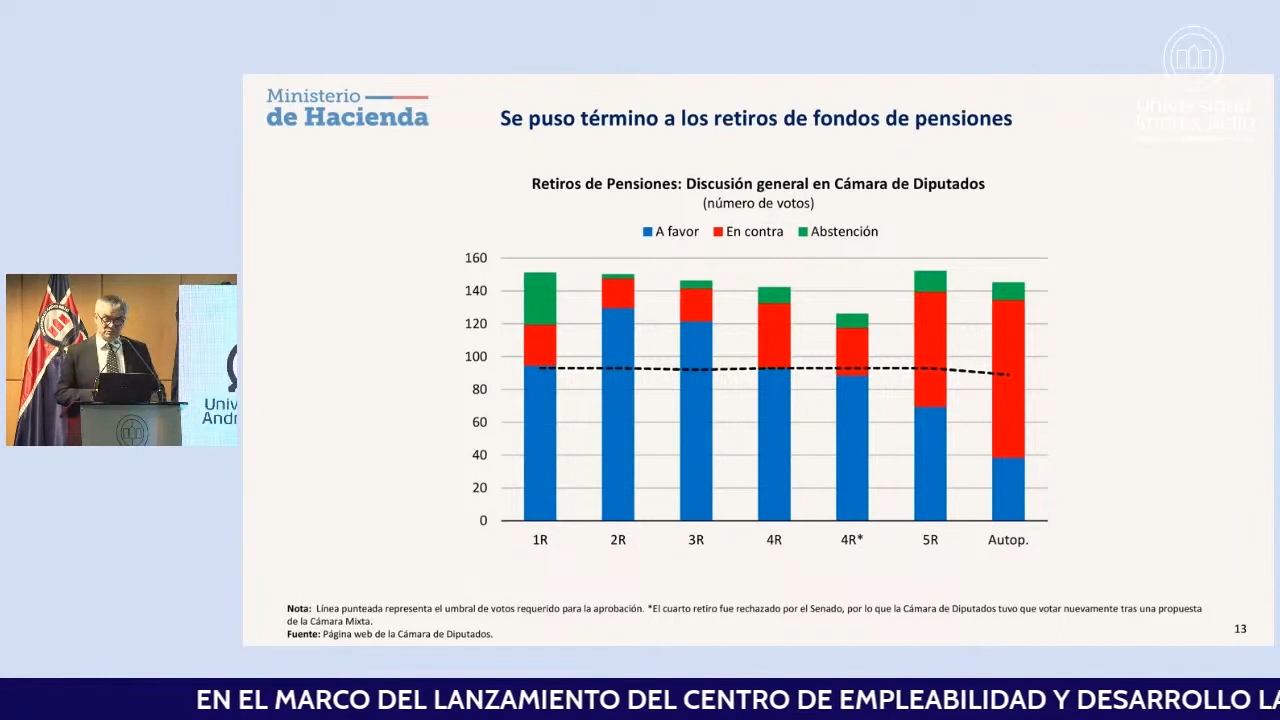 Ministerio
de Hacienda
Se puso término a los retiros de fondos de pensiones
universidad
Andrés Bello
Retiros de Pensiones: Discusión general en Cámara de Diputados
(número de votos)
A favor En contra Abstención
160
140
120
100
80
60
40
20
0
1R 2R 3R 4R 4R* 5R Autop.
Univ
Andr
Nota: Línea punteada representa el umbral de votos requerido para la aprobación. *El cuarto retiro fue rechazado por el Senado, por lo que la Cámara de Diputados tuvo que votar nuevamente tras una propuesta
de la Cámara Mixta.
Fuente: Página web de la Cámara de Diputados.
13
EN EL MARCO DEL LANZAMIENTO DEL CENTRO DE EMPLEABILIDAD Y DESARROLLO LA